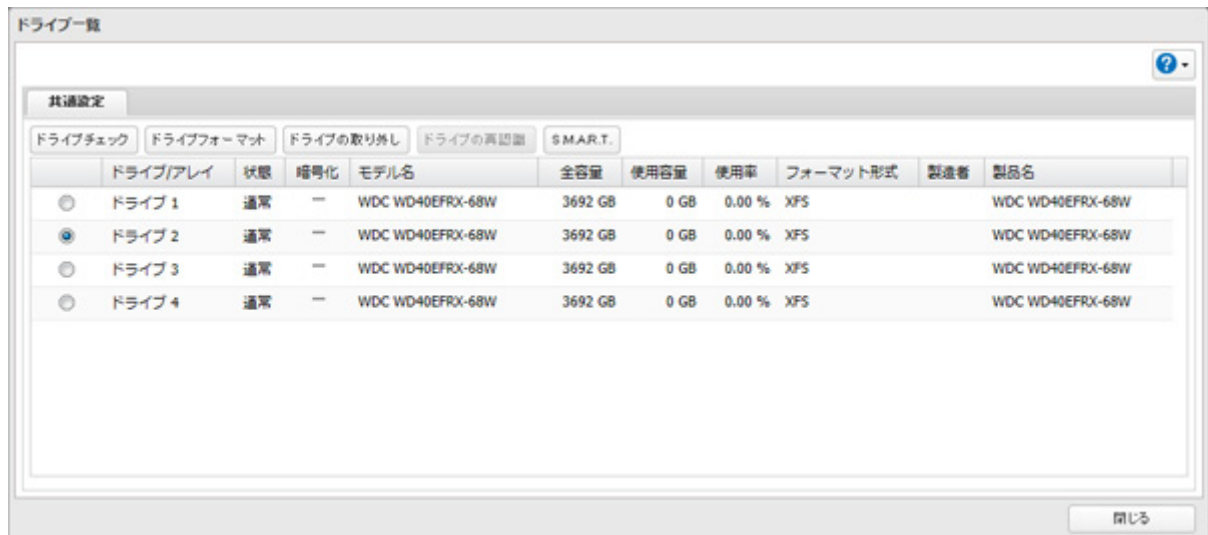 ドライブ一覧
共通設定
ドライブチェック ドライブフォーマット ドライブの取り外し ドライブの再認識 S.M.A.R.T.
ドライブ/アレイ 状態 暗号化 モデル名 全容量 使用容量 使用率 フォーマット形式 製造者 製品名
ドライブ 1 通常 ー WDC WD40EFRX-68W 3692 GB 0 GB 0.00 % XFS WDC WD40EFRX-68W
ドライブ 2 通常 ー WDC WD40EFRX-68W 3692 GB 0 GB 0.00 % XFS WDC WD40EFRX-68W
ドライブ 3 通常 ー WDC WD40EFRX-68W 3692 GB 0 GB 0.00 % XFS WDC WD40EFRX-68W
ドライブ 4 通常 ー WDC WD40EFRX-68W 3692 GB 0 GB 0.00 % XFS WDC WD40EFRX-68W
閉じる